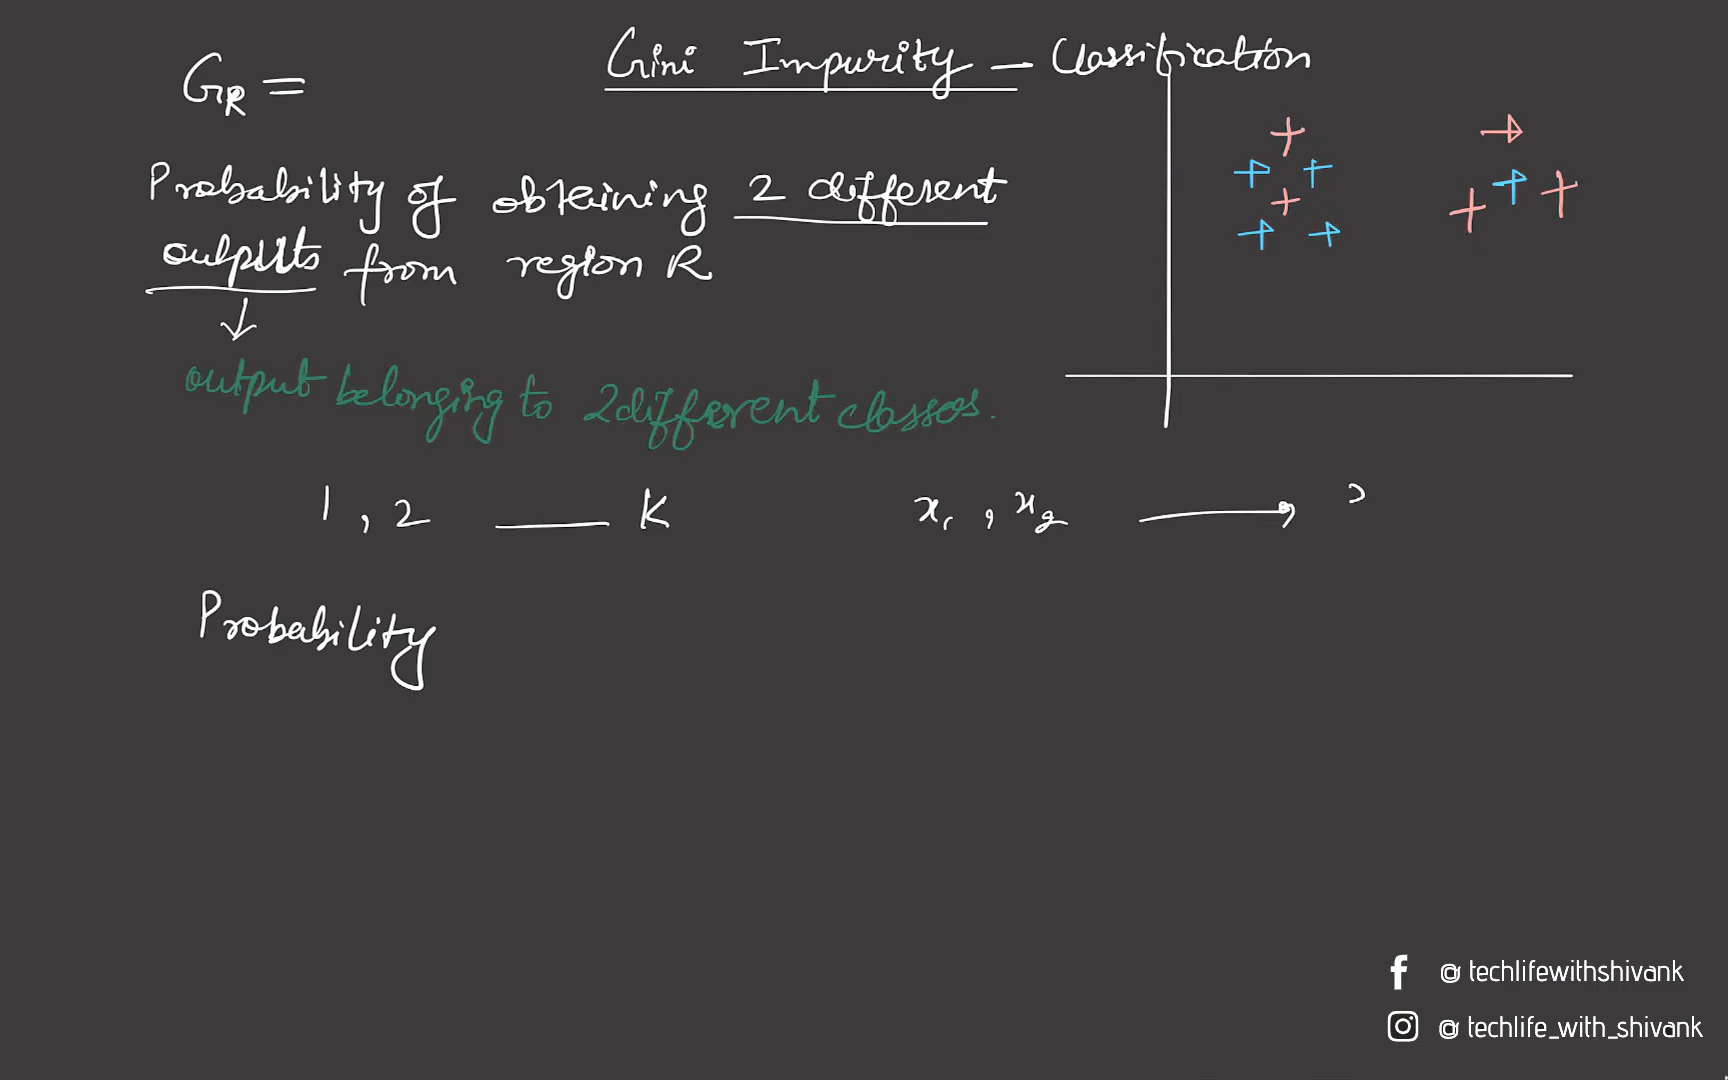 Gini Impurity - Classification
G_R =
Probability of obtaining 2 different
outputs from region R
output belonging to 2 different classes.
1, 2 — K
x₁, x₂ →
Probability
@ techlifewithshivank
@ techlife_with_shivank